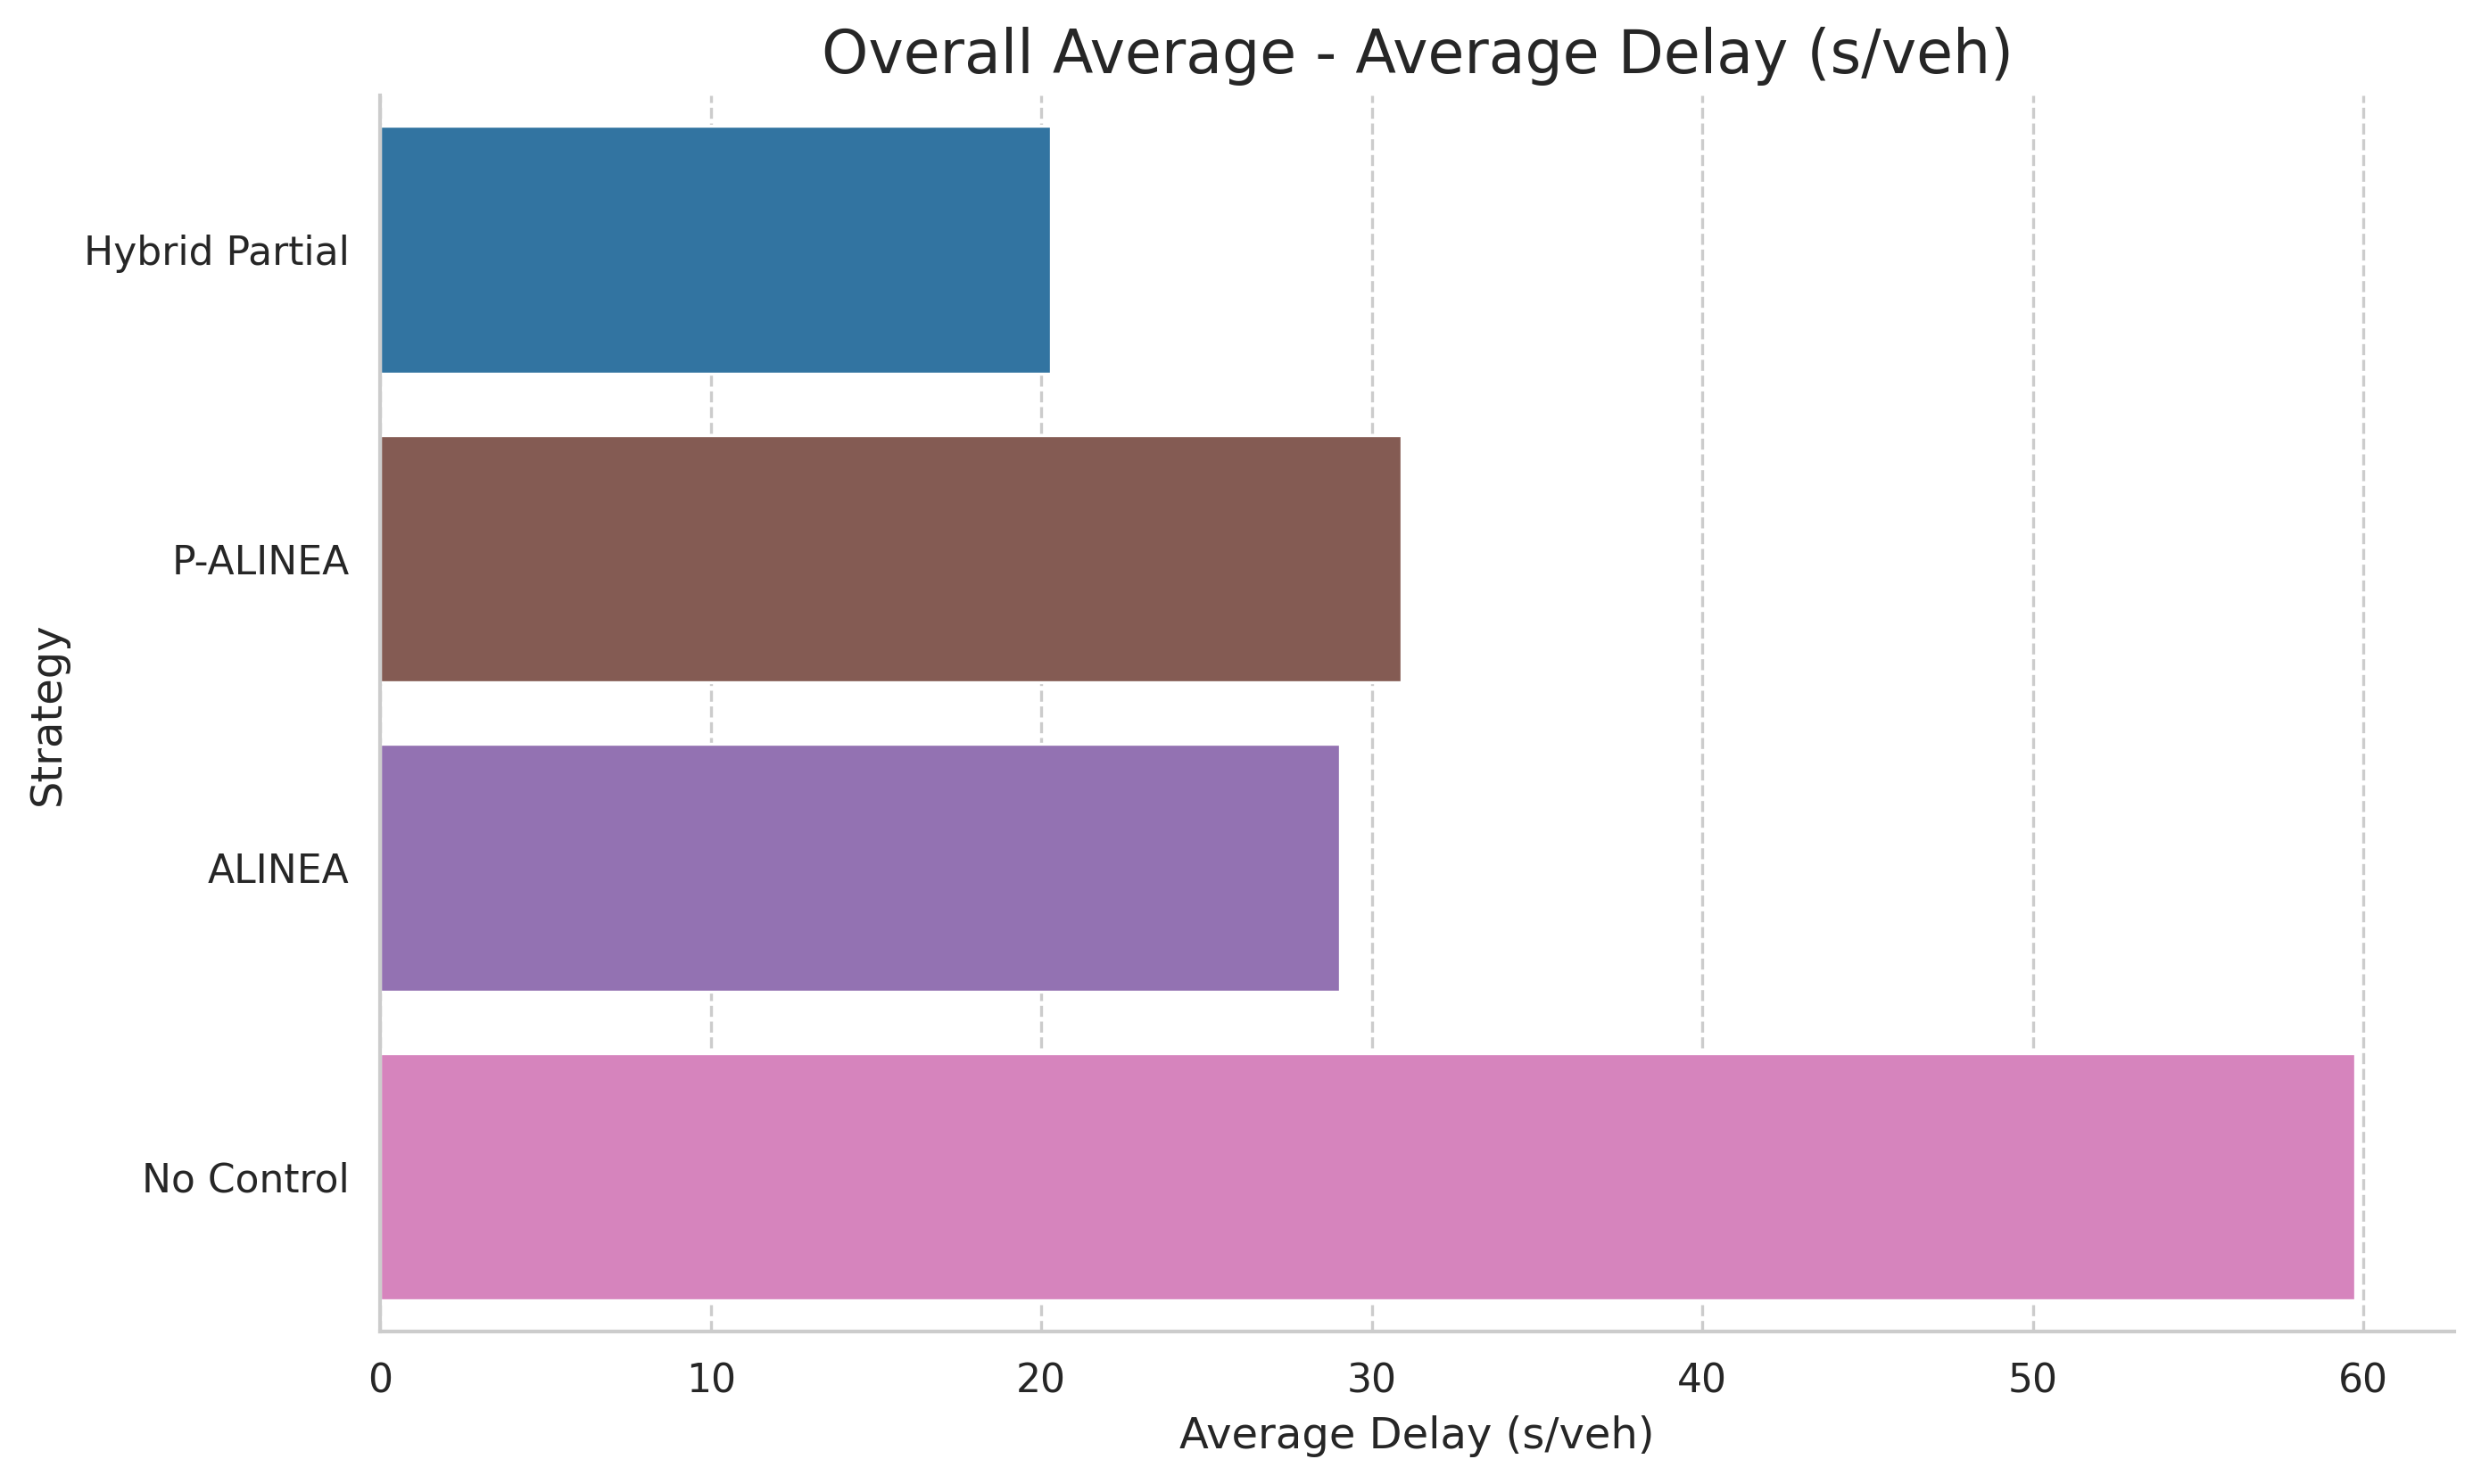 Overall Average - Average Delay (s/veh)
Hybrid Partial
P-ALINEA
ALINEA
No Control
Strategy
0 10 20 30 40 50 60
Average Delay (s/veh)